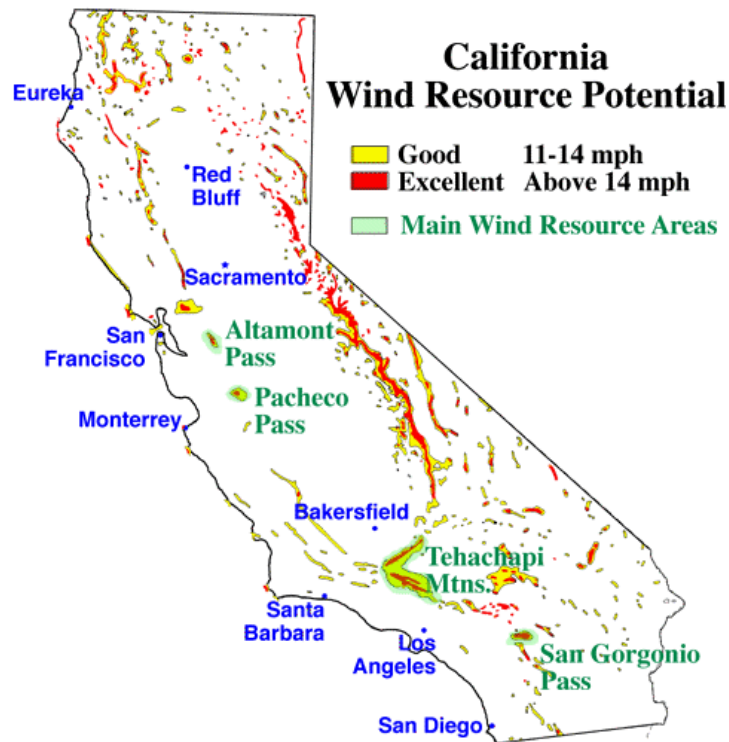 California
Wind Resource Potential
Good 11-14 mph
Excellent Above 14 mph
Main Wind Resource Areas
Eureka
Red
Bluff
Sacramento
San
Francisco
Altamont
Pass
Pacheco
Pass
Monterrey
Bakersfield
Tehachapi
Mtns.
Santa
Barbara
Los
Angeles
San Gorgonio
Pass
San Diego